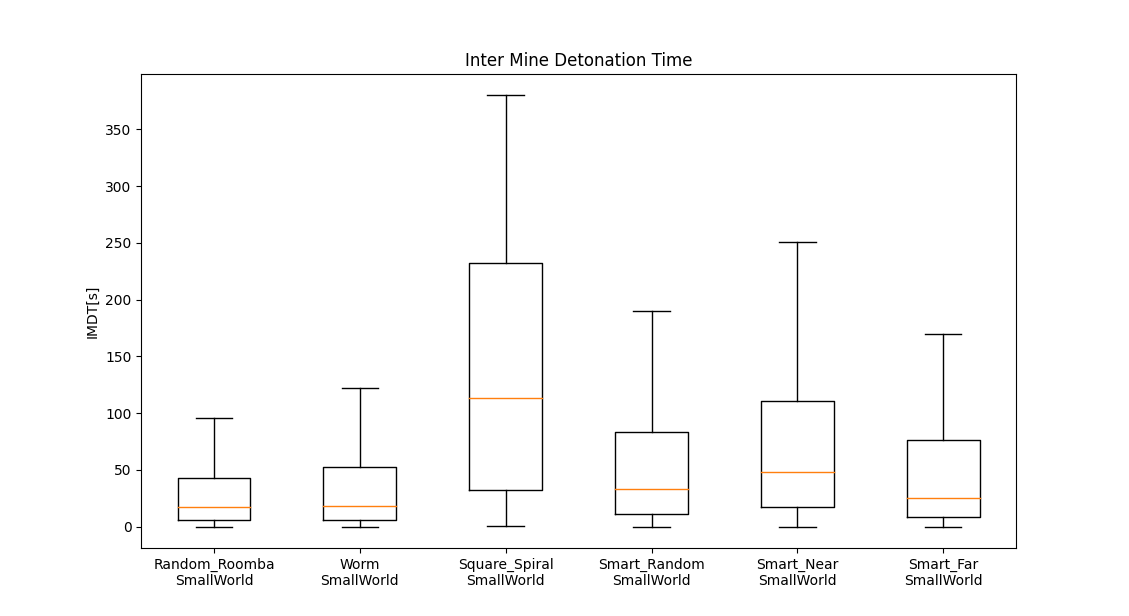 Inter Mine Detonation Time
IMDT[s]
350
300
250
200
150
100
50
0
Random_Roomba
SmallWorld
Worm
SmallWorld
Square_Spiral
SmallWorld
Smart_Random
SmallWorld
Smart_Near
SmallWorld
Smart_Far
SmallWorld